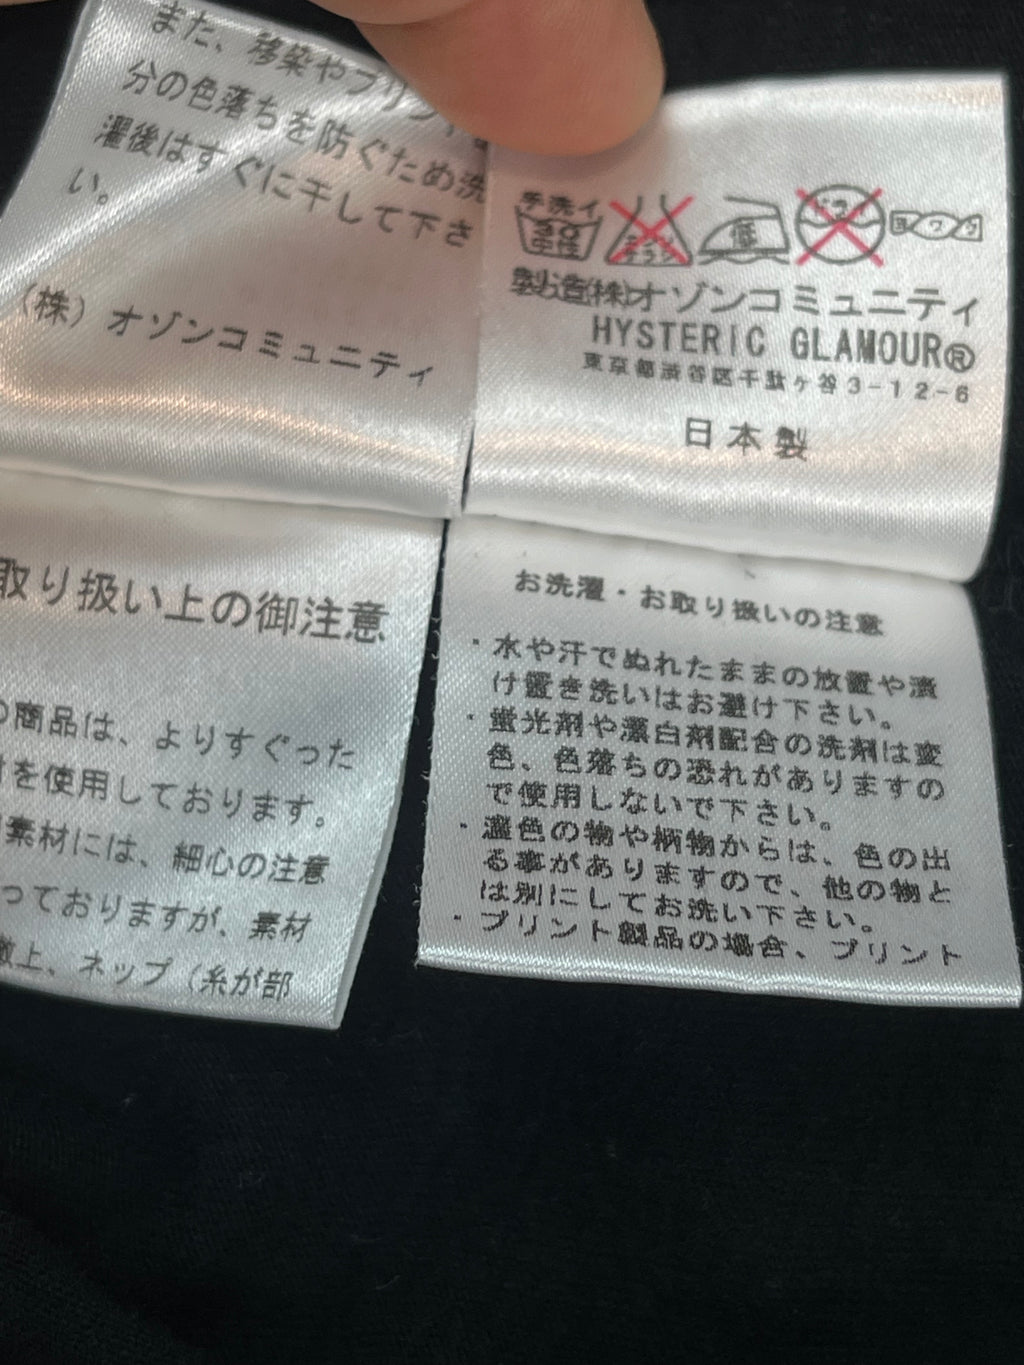 また、移染やプリント部
分の色落ちを防ぐため洗
濯後はすぐに干して下さ
い。
(株) オゾンコミュニティ
手洗イ
30
中性
エンソサラシ
低
ドライ
ヨワク
製造(株)オゾンコミュニティ
HYSTERIC GLAMOUR®
東京都渋谷区千駄ヶ谷3-12-6
日本製
取り扱い上の御注意
の商品は、よりすぐった
を使用しております。
素材には、細心の注意
っておりますが、素材
上、ネップ (糸が部
お洗濯・お取り扱いの注意
・水や汗でぬれたままの放置や漬
け置き洗いはお避け下さい。
・蛍光剤や漂白剤配合の洗剤は変
色、色落ちの恐れがありますの
で使用しないで下さい。
・濃色の物や柄物からは、色の出
る事がありますので、他の物と
は別にしてお洗い下さい。
・プリント製品の場合、プリント